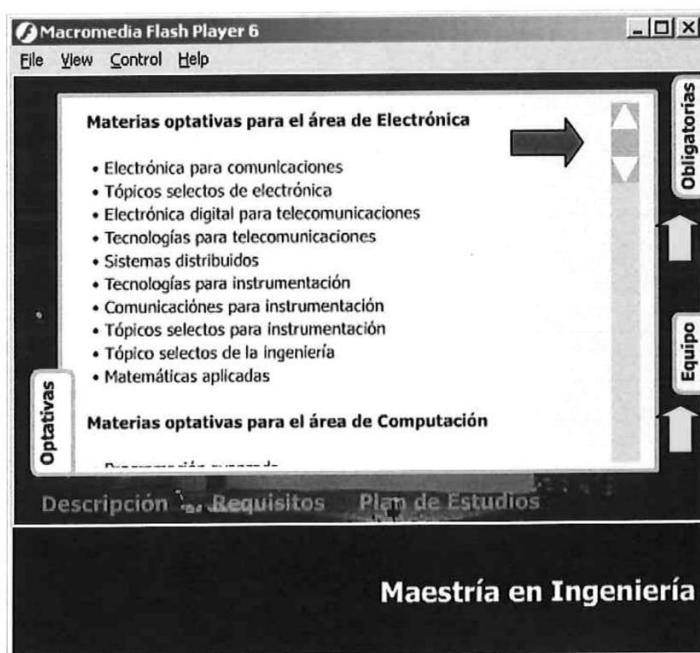 Macromedia Flash Player 6
File View Control Help
Materias optativas para el área de Electrónica
• Electrónica para comunicaciones
• Tópicos selectos de electrónica
• Electrónica digital para telecomunicaciones
• Tecnologías para telecomunicaciones
• Sistemas distribuidos
• Tecnologías para instrumentación
• Comunicaciónes para instrumentación
• Tópicos selectos para instrumentación
• Tópico selectos de la ingeniería
• Matemáticas aplicadas
Materias optativas para el área de Computación
Optativas
Obligatorías
Equipo
Descripción Requisitos Plan de Estudios
Maestría en Ingeniería